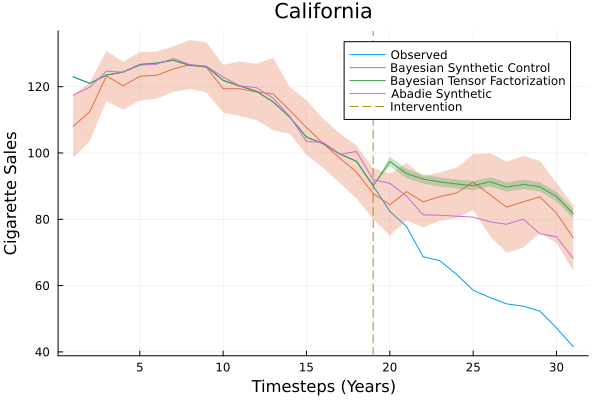 California
Observed
Bayesian Synthetic Control
Bayesian Tensor Factorization
Abadie Synthetic
Intervention
Cigarette Sales
120
100
80
60
40
5 10 15 20 25 30
Timesteps (Years)